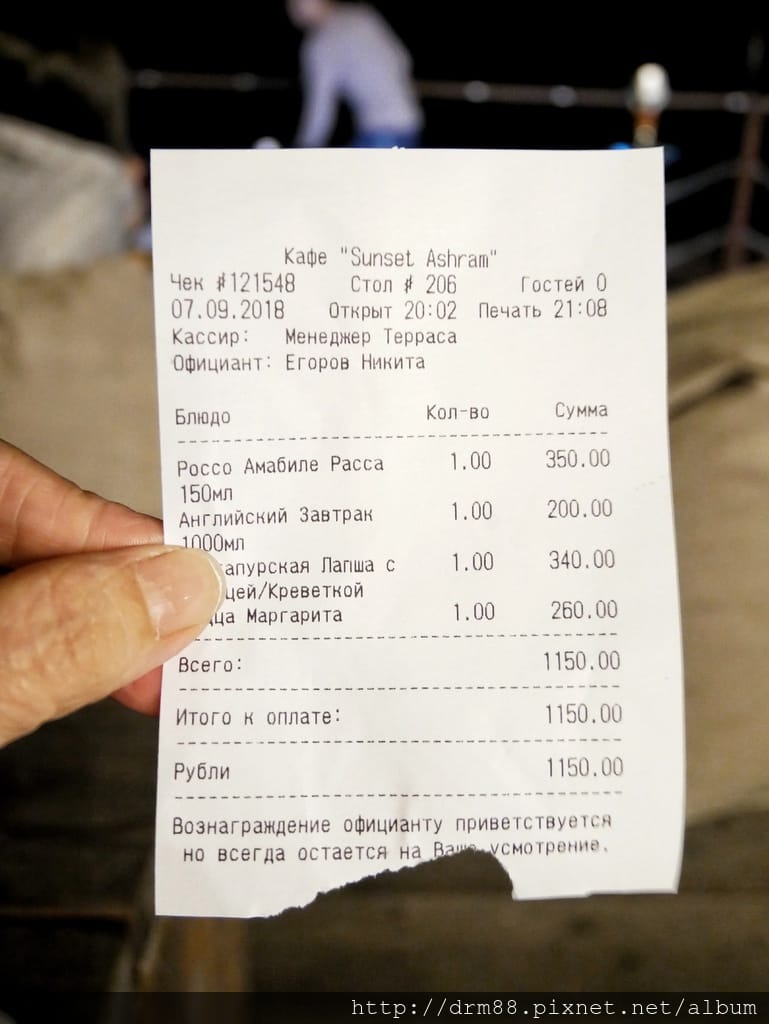 Кафе "Sunset Ashram"
Чек #121548 Стол # 206 Гостей 0
07.09.2018 Открыт 20:02 Печать 21:08
Кассир: Менеджер Терраса
Официант: Егоров Никита
Блюдо Кол-во Сумма
Россо Амабиле Расса 1.00 350.00
150мл
Английский Завтрак 1.00 200.00
1000мл
Лапша с 1.00 340.00
Маргарита 1.00 260.00
Всего: 1150.00
Итого к оплате: 1150.00
Рубли 1150.00
Вознаграждение официанту приветствуется
но всегда остается на усмотрение.
http://drm88.pixnet.net/album